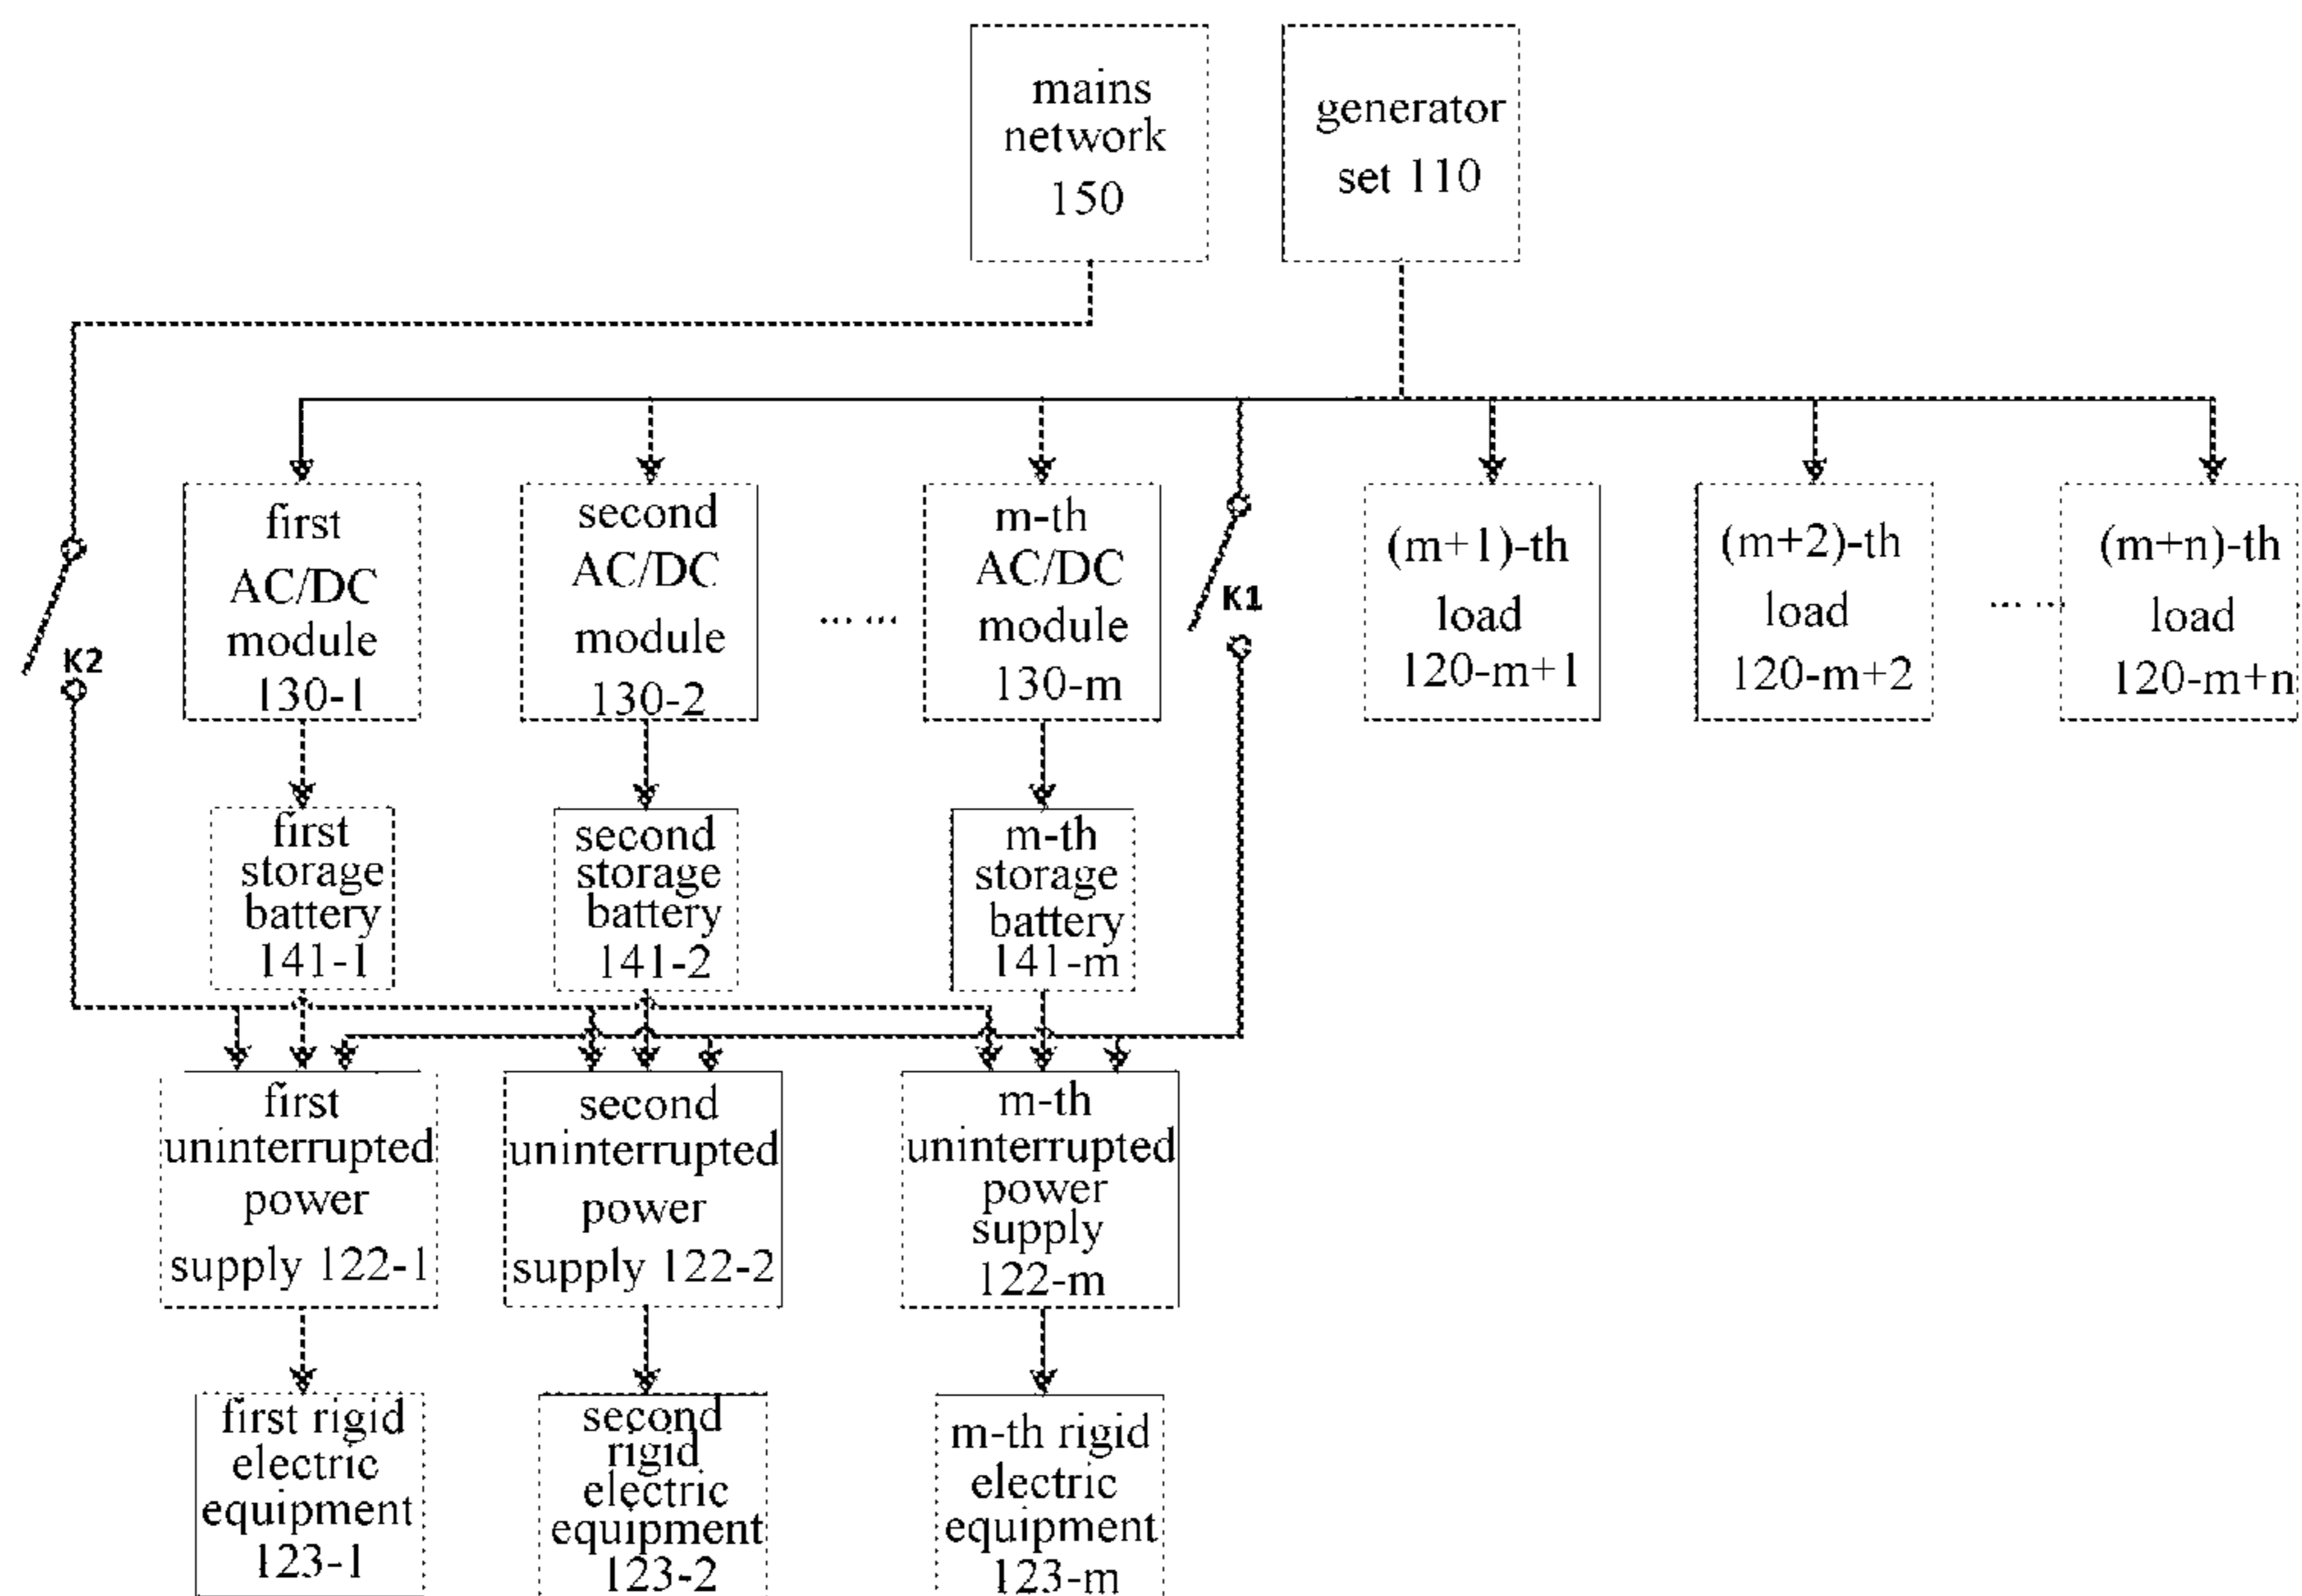 mains
network
150
generator
set 110
first
AC/DC
module
130-1
second
AC/DC
module
130-2
... ...
m-th
AC/DC
module
130-m
K1
K2
(m+1)-th
load
120-m+1
(m+2)-th
load
120-m+2
... ...
(m+n)-th
load
120-m+n
first
storage
battery
141-1
second
storage
battery
141-2
m-th
storage
battery
141-m
first
uninterrupted
power
supply 122-1
second
uninterrupted
power
supply 122-2
m-th
uninterrupted
power
supply
122-m
first rigid
electric
equipment
123-1
second
rigid
electric
equipment
123-2
m-th rigid
electric
equipment
123-m